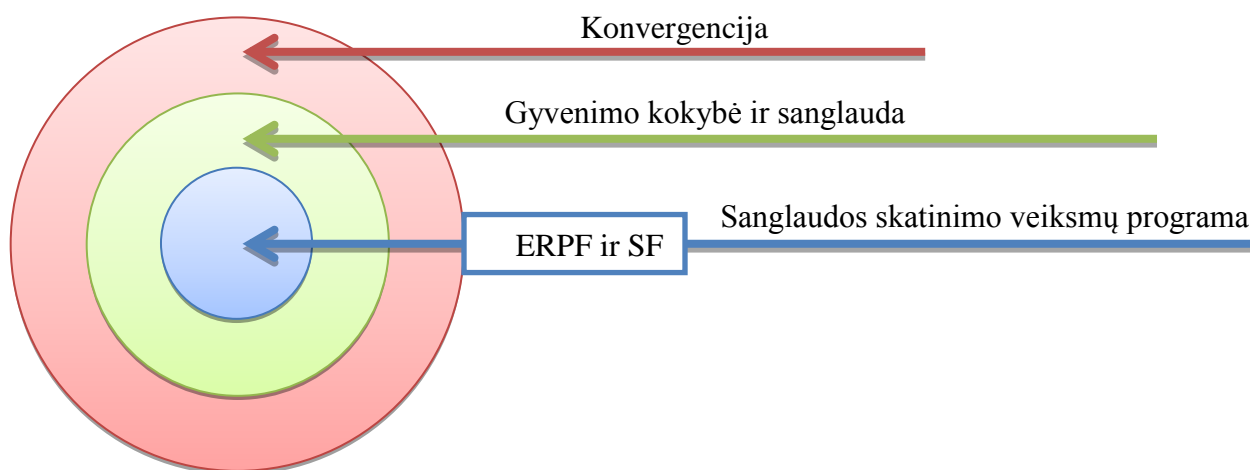 Konvergencija
Gyvenimo kokybė ir sanglauda
Sanglaudos skatinimo veiksmų programa
ERPF ir SF